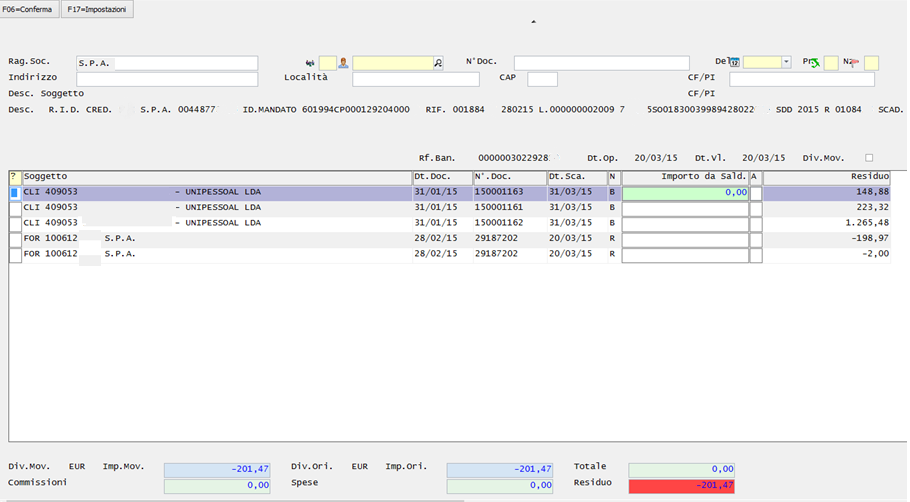 F06=Conferma F17=Impostazioni
Rag.Soc. S.P.A. N°Doc. Del 12 Pr Nz
Indirizzo Località CAP CF/PI
Desc. Soggetto CF/PI
Desc. R.I.D. CRED. S.P.A. 0044877 ID.MANDATO 601994CP000129204000 RIF. 001884 280215 L.000000002009 7 5S001830039989428022 SDD 2015 R 01084 SCAD.
Rf.Ban. 0000003022928 Dt.Op. 20/03/15 Dt.Vl. 20/03/15 Div.Mov.
? Soggetto Dt.Doc. N°.Doc. Dt.Sca. N Importo da Sald. A Residuo
CLI 409053 - UNIPESSOAL LDA 31/01/15 150001163 31/03/15 B 0,00 148,88
CLI 409053 - UNIPESSOAL LDA 31/01/15 150001161 31/03/15 B 223,32
CLI 409053 - UNIPESSOAL LDA 31/01/15 150001162 31/03/15 B 1.265,48
FOR 100612 S.P.A. 28/02/15 29187202 20/03/15 R -198,97
FOR 100612 S.P.A. 28/02/15 29187202 20/03/15 R -2,00
Div.Mov. EUR Imp.Mov. -201,47 Div.Ori. EUR Imp.Ori. -201,47 Totale 0,00
Commissioni 0,00 Spese 0,00 Residuo -201,47